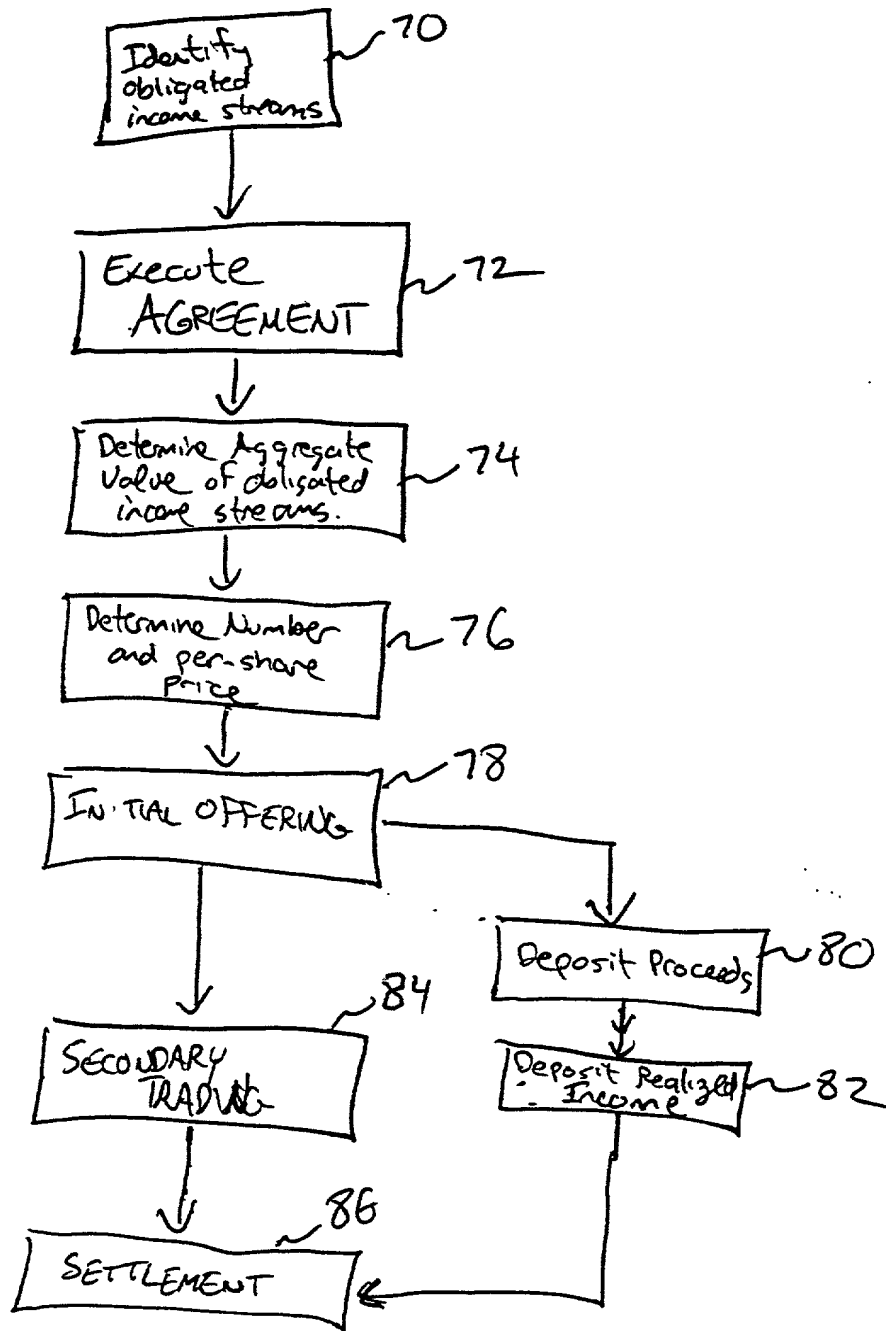 Identify
obligated
income streams
70
Execute
AGREEMENT
72
Determine Aggregate
Value of obligated
income streams.
74
Determine Number
and per-share
Price
76
INITIAL OFFERING
78
Deposit Proceeds
80
Deposit Realized
Income
82
SECONDARY
TRADING
84
SETTLEMENT
86